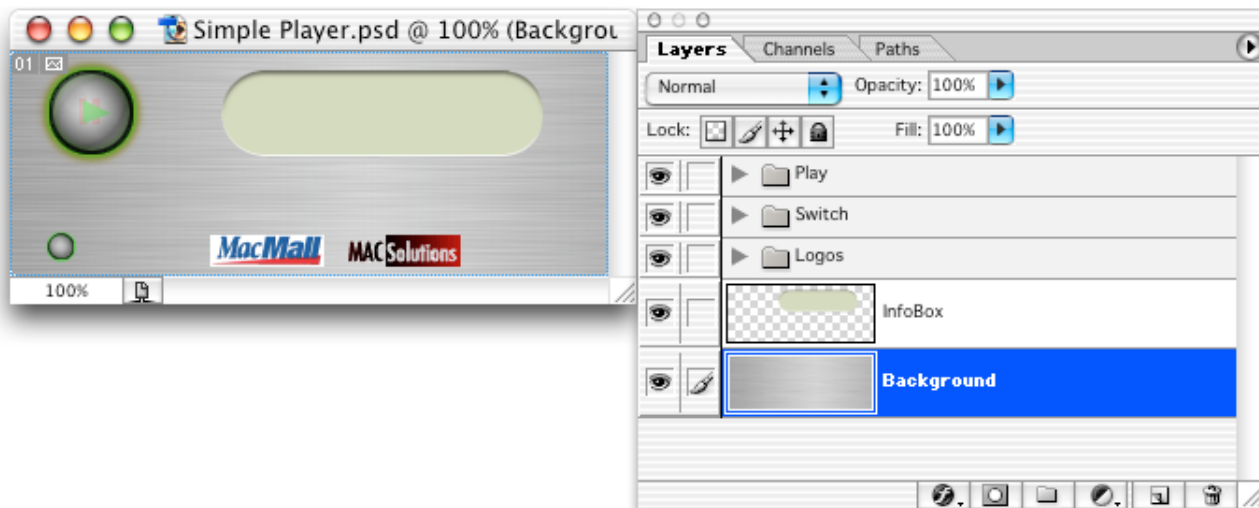 Simple Player.psd @ 100% (Backgrou
01
MacMall
MACSolutions
100%
Layers
Channels
Paths
Normal
Opacity: 100%
Lock:
Fill: 100%
Play
Switch
Logos
InfoBox
Background